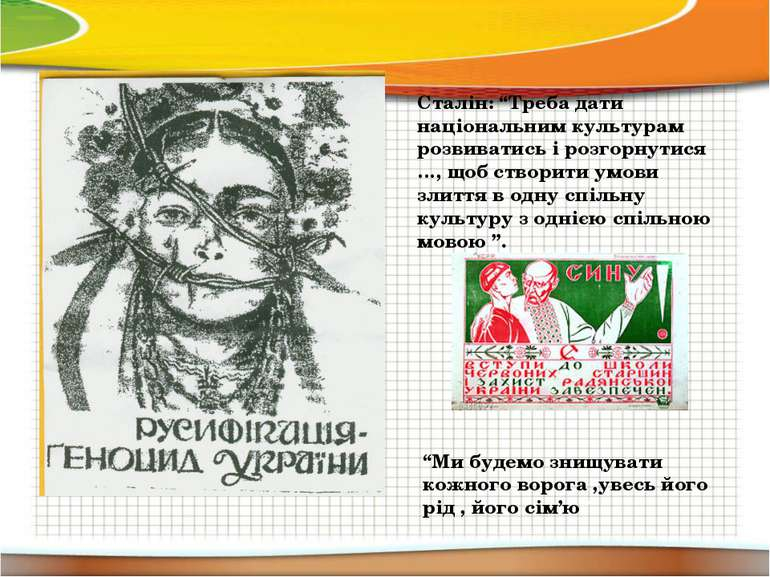 РУСИФІКАЦІЯ-
ҐЕНОЦИД УКРАЇНИ
Сталін: “Треба дати
національним культурам
розвиватись і розгорнутися
…, щоб створити умови
злиття в одну спільну
культуру з однією спільною
мовою ”.
СИНУ!
ВСТУПИ ДО ШКОЛИ
ЧЕРВОНИХ СТАРШИН
І ЗАХИСТ РАДЯНСЬКОЇ
УКРАЇНИ ЗАБЕЗПЕЧЕН.
“Ми будемо знищувати
кожного ворога ,увесь його
рід , його сім’ю